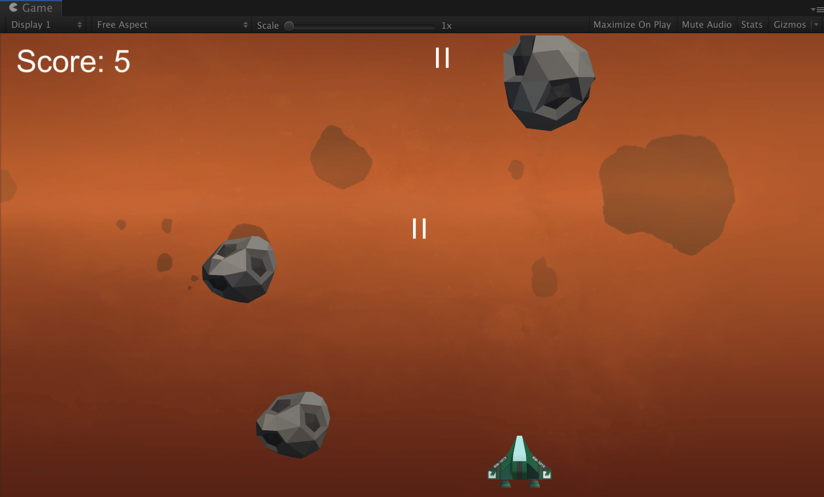 Game
Display 1 Free Aspect Scale 1x Maximize On Play Mute Audio Stats Gizmos
Score: 5